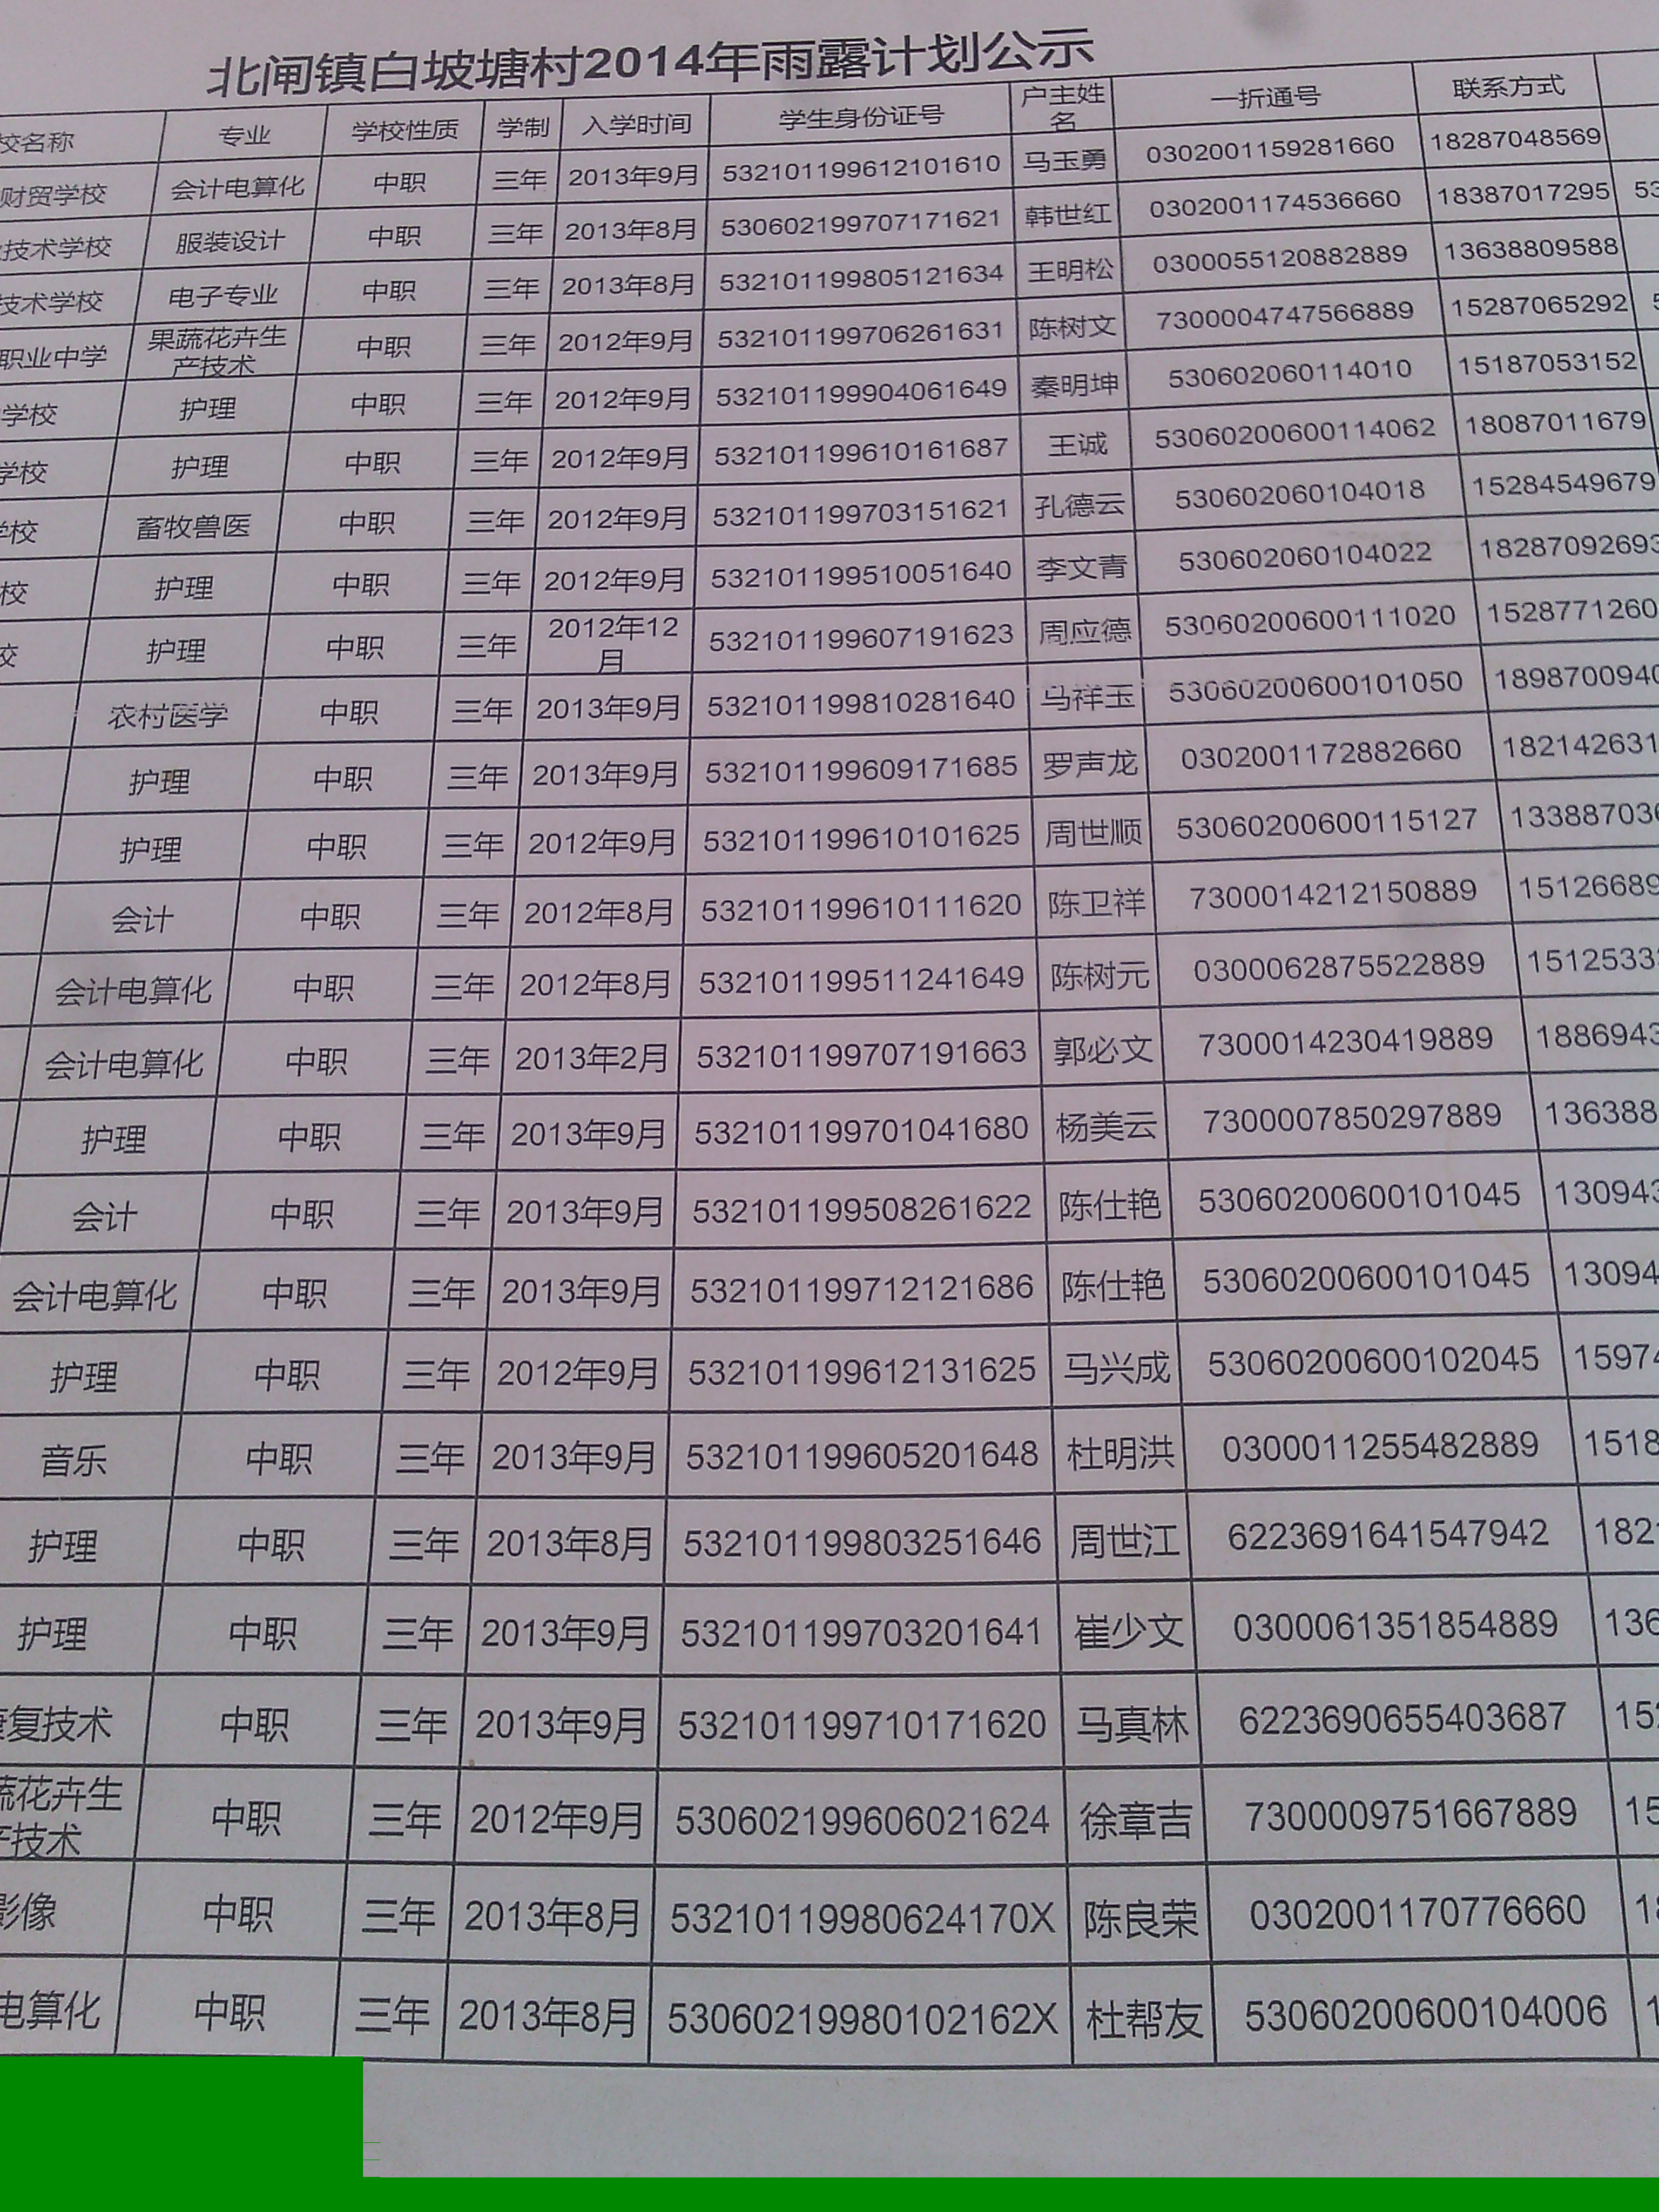 北闸镇白坡塘村2014年雨露计划公示
校名称 专业 学校性质 学制 入学时间 学生身份证号 户主姓名 一折通号 联系方式
财贸学校 会计电算化 中职 三年 2013年9月 532101199612101610 马玉勇 0302001159281660 18287048569
技术学校 服装设计 中职 三年 2013年8月 530602199707171621 韩世红 0302001174536660 18387017295 53
技术学校 电子专业 中职 三年 2013年8月 532101199805121634 王明松 0300055120882889 13638809588
职业中学 果蔬花卉生产技术 中职 三年 2012年9月 532101199706261631 陈树文 7300004747566889 15287065292
学校 护理 中职 三年 2012年9月 532101199904061649 秦明坤 530602060114010 15187053152
学校 护理 中职 三年 2012年9月 532101199610161687 王诚 53060200600114062 18087011679
学校 畜牧兽医 中职 三年 2012年9月 532101199703151621 孔德云 530602060104018 15284549679
校 护理 中职 三年 2012年9月 532101199510051640 李文青 530602060104022 18287092693
校 护理 中职 三年 2012年12月 532101199607191623 周应德 53060200600111020 1528771260
农村医学 中职 三年 2013年9月 532101199810281640 马祥玉 53060200600101050 1898700940
护理 中职 三年 2013年9月 532101199609171685 罗声龙 0302001172882660 182142631
护理 中职 三年 2012年9月 532101199610101625 周世顺 53060200600115127 133887036
会计 中职 三年 2012年8月 532101199610111620 陈卫祥 7300014212150889 15126689
会计电算化 中职 三年 2012年8月 532101199511241649 陈树元 0300062875522889 1512533
会计电算化 中职 三年 2013年2月 532101199707191663 郭必文 7300014230419889 1886943
护理 中职 三年 2013年9月 532101199701041680 杨美云 7300007850297889 136388
会计 中职 三年 2013年9月 532101199508261622 陈仕艳 53060200600101045 130943
会计电算化 中职 三年 2013年9月 532101199712121686 陈仕艳 53060200600101045 13094
护理 中职 三年 2012年9月 532101199612131625 马兴成 53060200600102045 15974
音乐 中职 三年 2013年9月 532101199605201648 杜明洪 0300011255482889 1518
护理 中职 三年 2013年8月 532101199803251646 周世江 6223691641547942 182
护理 中职 三年 2013年9月 532101199703201641 崔少文 0300061351854889 136
康复技术 中职 三年 2013年9月 532101199710171620 马真林 6223690655403687 152
蔬花卉生产技术 中职 三年 2012年9月 530602199606021624 徐章吉 7300009751667889 15
影像 中职 三年 2013年8月 53210119980624170X 陈良荣 0302001170776660 18
电算化 中职 三年 2013年8月 53060219980102162X 杜帮友 53060200600104006 1